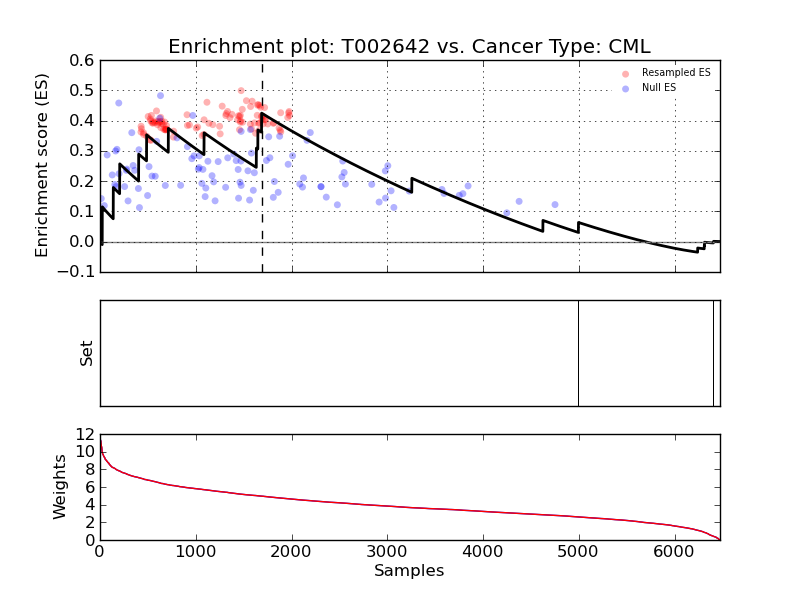 Enrichment plot: T002642 vs. Cancer Type: CML
0.6
0.5
0.4
0.3
0.2
0.1
0.0
−0.1
Enrichment score (ES)
Resampled ES
Null ES
Set
12
10
8
6
4
2
0
Weights
0 1000 2000 3000 4000 5000 6000
Samples